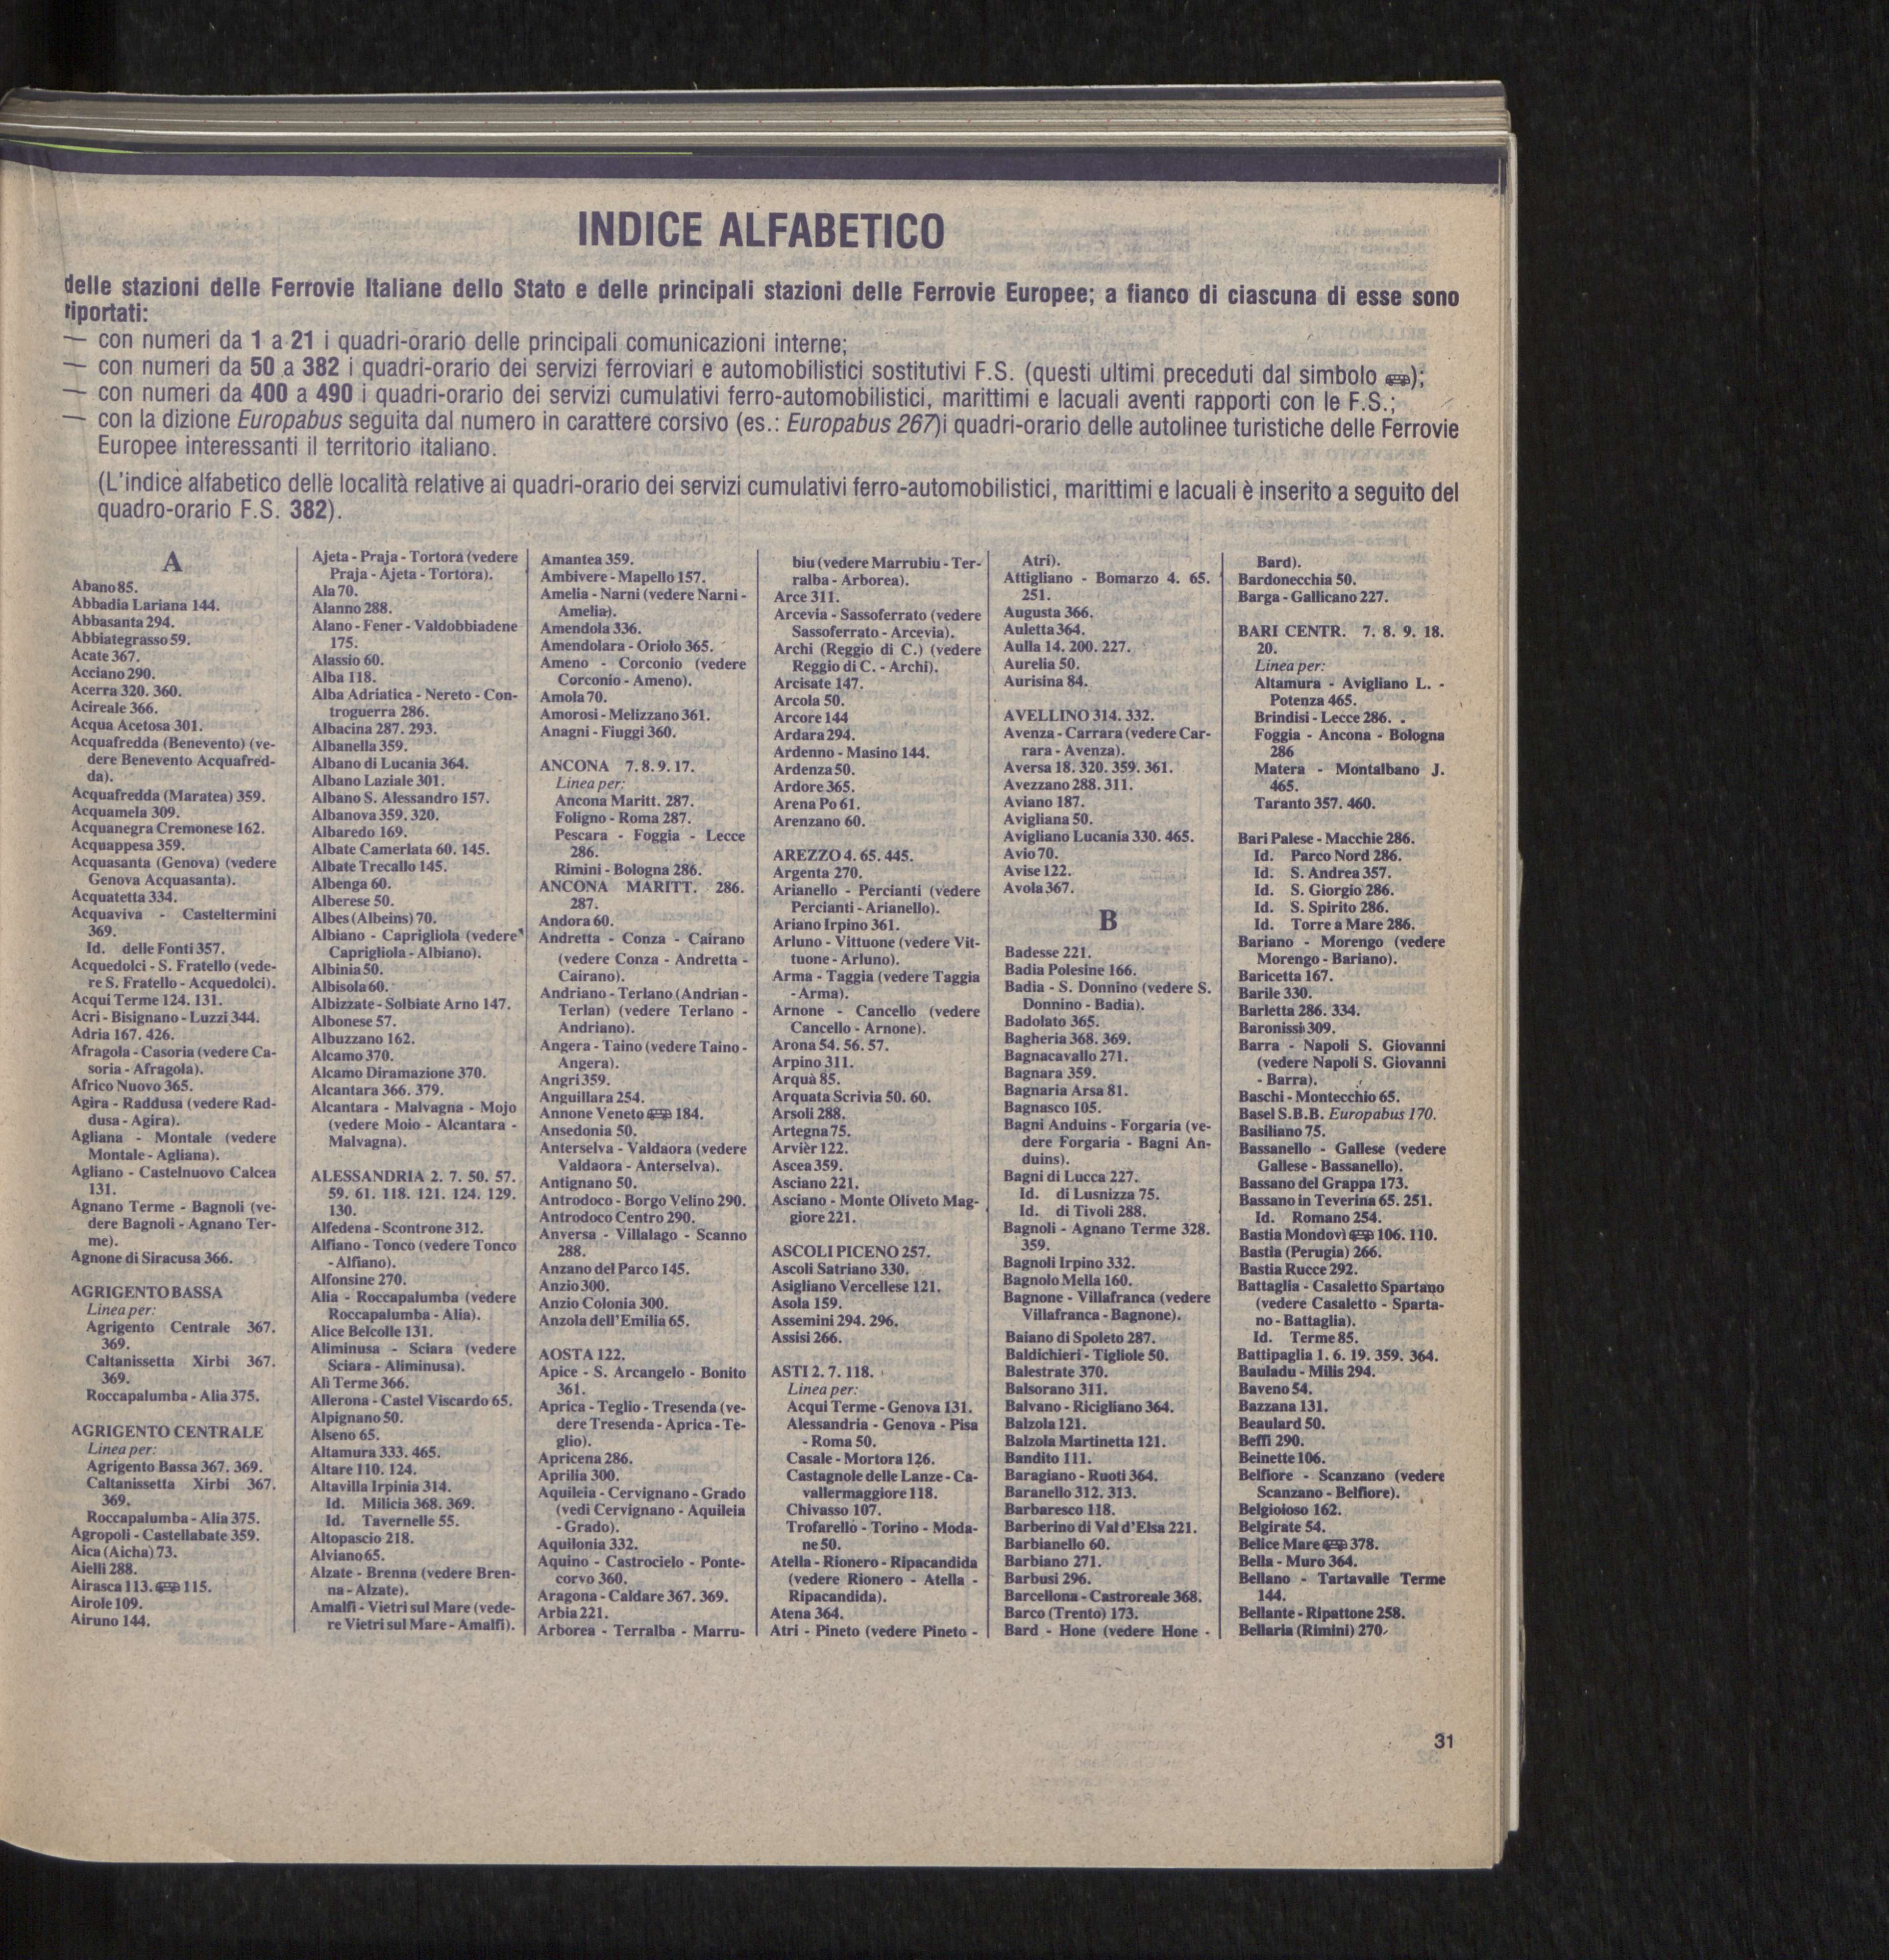 INDICE ALFABETICO
delle stazioni delle Ferrovie Italiane dello Stato e delle principali stazioni delle Ferrovie Europee; a fianco di ciascuna di esse sono
riportati:
— con numeri da 1 a 21 i quadri-orario delle principali comunicazioni interne;
— con numeri da 50 a 382 i quadri-orario dei servizi ferroviari e automobilistici sostitutivi F.S. (questi ultimi preceduti dal simbolo 🚌);
— con numeri da 400 a 490 i quadri-orario dei servizi cumulativi ferro-automobilistici, marittimi e lacuali aventi rapporti con le F.S.;
— con la dizione Europabus seguita dal numero in carattere corsivo (es.: Europabus 267)i quadri-orario delle autolinee turistiche delle Ferrovie
Europee interessanti il territorio italiano.
(L'indice alfabetico delle località relative ai quadri-orario dei servizi cumulativi ferro-automobilistici, marittimi e lacuali è inserito a seguito del
quadro-orario F.S. 382).
A
Abano 85.
Abbadia Lariana 144.
Abbasanta 294.
Abbiategrasso 59.
Acate 367.
Acciano 290.
Acerra 320. 360.
Acireale 366.
Acqua Acetosa 301.
Acquafredda (Benevento) (ve-
dere Benevento Acquafred-
da).
Acquafredda (Maratea) 359.
Acquamela 309.
Acquanegra Cremonese 162.
Acquappesa 359.
Acquasanta (Genova) (vedere
Genova Acquasanta).
Acquatetta 334.
Acquaviva - Casteltermini
369.
Id. delle Fonti 357.
Acquedolci - S. Fratello (vede-
re S. Fratello - Acquedolci).
Acqui Terme 124. 131.
Acri - Bisignano - Luzzi 344.
Adria 167. 426.
Afragola - Casoria (vedere Ca-
soria - Afragola).
Africo Nuovo 365.
Agira - Raddusa (vedere Rad-
dusa - Agira).
Agliana - Montale (vedere
Montale - Agliana).
Agliano - Castelnuovo Calcea
131.
Agnano Terme - Bagnoli (ve-
dere Bagnoli - Agnano Ter-
me).
Agnone di Siracusa 366.
AGRIGENTO BASSA
Linea per:
Agrigento Centrale 367.
369.
Caltanissetta Xirbi 367.
369.
Roccapalumba - Alia 375.
AGRIGENTO CENTRALE
Linea per:
Agrigento Bassa 367. 369.
Caltanissetta Xirbi 367.
369.
Roccapalumba - Alia 375.
Agropoli - Castellabate 359.
Aica (Aicha) 73.
Aielli 288.
Airasca 113. 🚌 115.
Airole 109.
Airuno 144.
Ajeta - Praja - Tortora (vedere
Praja - Ajeta - Tortora).
Ala 70.
Alanno 288.
Alano - Fener - Valdobbiadene
175.
Alassio 60.
Alba 118.
Alba Adriatica - Nereto - Con-
troguerra 286.
Albacina 287. 293.
Albanella 359.
Albano di Lucania 364.
Albano Laziale 301.
Albano S. Alessandro 157.
Albanova 359. 320.
Albaredo 169.
Albate Camerlata 60. 145.
Albate Trecallo 145.
Albenga 60.
Alberese 50.
Albes (Albeins) 70.
Albiano - Caprigliola (vedere
Caprigliola - Albiano).
Albinia 50.
Albisola 60.
Albizzate - Solbiate Arno 147.
Albonese 57.
Albuzzano 162.
Alcamo 370.
Alcamo Diramazione 370.
Alcantara 366. 379.
Alcantara - Malvagna - Mojo
(vedere Moio - Alcantara -
Malvagna).
ALESSANDRIA 2. 7. 50. 57.
59. 61. 118. 121. 124. 129.
130.
Alfedena - Scontrone 312.
Alfiano - Tonco (vedere Tonco
- Alfiano).
Alfonsine 270.
Alia - Roccapalumba (vedere
Roccapalumba - Alia).
Alice Belcolle 131.
Aliminusa - Sciara (vedere
Sciara - Aliminusa).
Alì Terme 366.
Allerona - Castel Viscardo 65.
Alpignano 50.
Alseno 65.
Altamura 333. 465.
Altare 110. 124.
Altavilla Irpinia 314.
Id. Milicia 368. 369.
Id. Tavernelle 55.
Altopascio 218.
Alviano 65.
Alzate - Brenna (vedere Bren-
na - Alzate).
Amalfi - Vietri sul Mare (vede-
re Vietri sul Mare - Amalfi).
Amantea 359.
Ambivere - Mapello 157.
Amelia - Narni (vedere Narni -
Amelia).
Amendola 336.
Amendolara - Oriolo 365.
Ameno - Corconio (vedere
Corconio - Ameno).
Amola 70.
Amorosi - Melizzano 361.
Anagni - Fiuggi 360.
ANCONA 7. 8. 9. 17.
Linea per:
Ancona Maritt. 287.
Foligno - Roma 287.
Pescara - Foggia - Lecce
286.
Rimini - Bologna 286.
ANCONA MARITT. 286.
287.
Andora 60.
Andretta - Conza - Cairano
(vedere Conza - Andretta -
Cairano).
Andriano - Terlano (Andrian -
Terlan) (vedere Terlano -
Andriano).
Angera - Taino (vedere Taino -
Angera).
Angri 359.
Anguillara 254.
Annone Veneto 🚌 184.
Ansedonia 50.
Anterselva - Valdaora (vedere
Valdaora - Anterselva).
Antignano 50.
Antrodoco - Borgo Velino 290.
Antrodoco Centro 290.
Anversa - Villalago - Scanno
288.
Anzano del Parco 145.
Anzio 300.
Anzio Colonia 300.
Anzola dell'Emilia 65.
AOSTA 122.
Apice - S. Arcangelo - Bonito
361.
Aprica - Teglio - Tresenda (ve-
dere Tresenda - Aprica - Te-
glio).
Apricena 286.
Aprilia 300.
Aquileia - Cervignano - Grado
(vedi Cervignano - Aquileia
- Grado).
Aquilonia 332.
Aquino - Castrocielo - Ponte-
corvo 360.
Aragona - Caldare 367. 369.
Arbia 221.
Arborea - Terralba - Marru-
biu (vedere Marrubiu - Ter-
ralba - Arborea).
Arce 311.
Arcevia - Sassoferrato (vedere
Sassoferrato - Arcevia).
Archi (Reggio di C.) (vedere
Reggio di C. - Archi).
Arcisate 147.
Arcola 50.
Arcore 144
Ardara 294.
Ardenno - Masino 144.
Ardenza 50.
Ardore 365.
Arena Po 61.
Arenzano 60.
AREZZO 4. 65. 445.
Argenta 270.
Arianello - Percianti (vedere
Percianti - Arianello).
Ariano Irpino 361.
Arluno - Vittuone (vedere Vit-
tuone - Arluno).
Arma - Taggia (vedere Taggia
- Arma).
Arnone - Cancello (vedere
Cancello - Arnone).
Arona 54. 56. 57.
Arpino 311.
Arquà 85.
Arquata Scrivia 50. 60.
Arsoli 288.
Artegna 75.
Arvièr 122.
Ascea 359.
Asciano 221.
Asciano - Monte Oliveto Mag-
giore 221.
ASCOLI PICENO 257.
Ascoli Satriano 330.
Asigliano Vercellese 121.
Asola 159.
Assemini 294. 296.
Assisi 266.
ASTI 2. 7. 118.
Linea per:
Acqui Terme - Genova 131.
Alessandria - Genova - Pisa
- Roma 50.
Casale - Mortora 126.
Castagnole delle Lanze - Ca-
vallermaggiore 118.
Chivasso 107.
Trofarello - Torino - Moda-
ne 50.
Atella - Rionero - Ripacandida
(vedere Rionero - Atella -
Ripacandida).
Atena 364.
Atri - Pineto (vedere Pineto -
Atri).
Attigliano - Bomarzo 4. 65.
251.
Augusta 366.
Auletta 364.
Aulla 14. 200. 227.
Aurelia 50.
Aurisina 84.
AVELLINO 314. 332.
Avenza - Carrara (vedere Car-
rara - Avenza).
Aversa 18. 320. 359. 361.
Avezzano 288. 311.
Aviano 187.
Avigliana 50.
Avigliano Lucania 330. 465.
Avio 70.
Avise 122.
Avola 367.
B
Badesse 221.
Badia Polesine 166.
Badia - S. Donnino (vedere S.
Donnino - Badia).
Badolato 365.
Bagheria 368. 369.
Bagnacavallo 271.
Bagnara 359.
Bagnaria Arsa 81.
Bagnasco 105.
Bagni Anduins - Forgaria (ve-
dere Forgaria - Bagni An-
duins).
Bagni di Lucca 227.
Id. di Lusnizza 75.
Id. di Tivoli 288.
Bagnoli - Agnano Terme 328.
359.
Bagnoli Irpino 332.
Bagnolo Mella 160.
Bagnone - Villafranca (vedere
Villafranca - Bagnone).
Baiano di Spoleto 287.
Baldichieri - Tigliole 50.
Balestrate 370.
Balsorano 311.
Balvano - Ricigliano 364.
Balzola 121.
Balzola Martinetta 121.
Bandito 111.
Baragiano - Ruoti 364.
Baranello 312. 313.
Barbaresco 118.
Barberino di Val d'Elsa 221.
Barbianello 60.
Barbiano 271.
Barbusi 296.
Barcellona - Castroreale 368.
Barco (Trento) 173.
Bard - Hone (vedere Hone -
Bard).
Bardonecchia 50.
Barga - Gallicano 227.
BARI CENTR. 7. 8. 9. 18.
20.
Linea per:
Altamura - Avigliano L. -
Potenza 465.
Brindisi - Lecce 286.
Foggia - Ancona - Bologna
286
Matera - Montalbano J.
465.
Taranto 357. 460.
Bari Palese - Macchie 286.
Id. Parco Nord 286.
Id. S. Andrea 357.
Id. S. Giorgio 286.
Id. S. Spirito 286.
Id. Torre a Mare 286.
Bariano - Morengo (vedere
Morengo - Bariano).
Baricetta 167.
Barile 330.
Barletta 286. 334.
Baronissi 309.
Barra - Napoli S. Giovanni
(vedere Napoli S. Giovanni
- Barra).
Baschi - Montecchio 65.
Basel S.B.B. Europabus 170.
Basiliano 75.
Bassanello - Gallese (vedere
Gallese - Bassanello).
Bassano del Grappa 173.
Bassano in Teverina 65. 251.
Id. Romano 254.
Bastia Mondovì 🚌 106. 110.
Bastia (Perugia) 266.
Bastia Rucce 292.
Battaglia - Casaletto Spartano
(vedere Casaletto - Sparta-
no - Battaglia).
Id. Terme 85.
Battipaglia 1. 6. 19. 359. 364.
Bauladu - Milis 294.
Baveno 54.
Bazzana 131.
Beaulard 50.
Beffi 290.
Beinette 106.
Belfiore - Scanzano (vedere
Scanzano - Belfiore).
Belgioioso 162.
Belgirate 54.
Belice Mare 🚌 378.
Bella - Muro 364.
Bellano - Tartavalle Terme
144.
Bellante - Ripattone 258.
Bellaria (Rimini) 270.
31